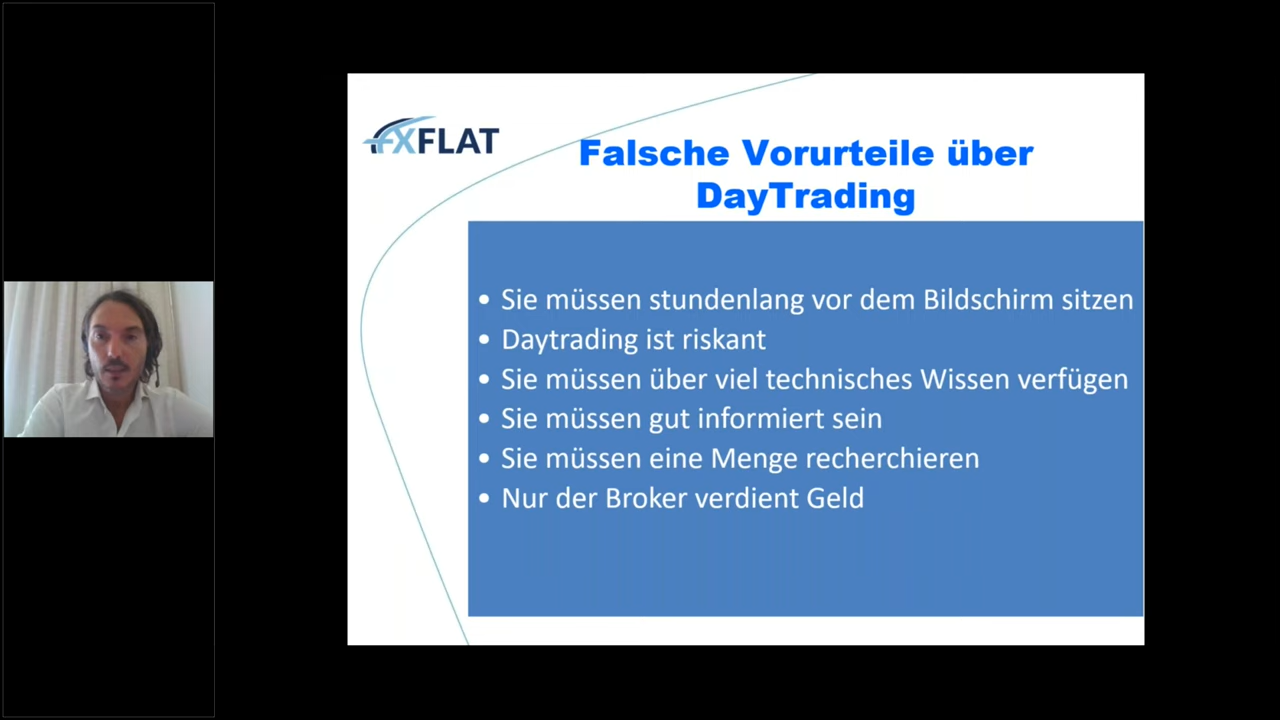 FXFLAT
Falsche Vorurteile über
DayTrading
• Sie müssen stundenlang vor dem Bildschirm sitzen
• Daytrading ist riskant
• Sie müssen über viel technisches Wissen verfügen
• Sie müssen gut informiert sein
• Sie müssen eine Menge recherchieren
• Nur der Broker verdient Geld